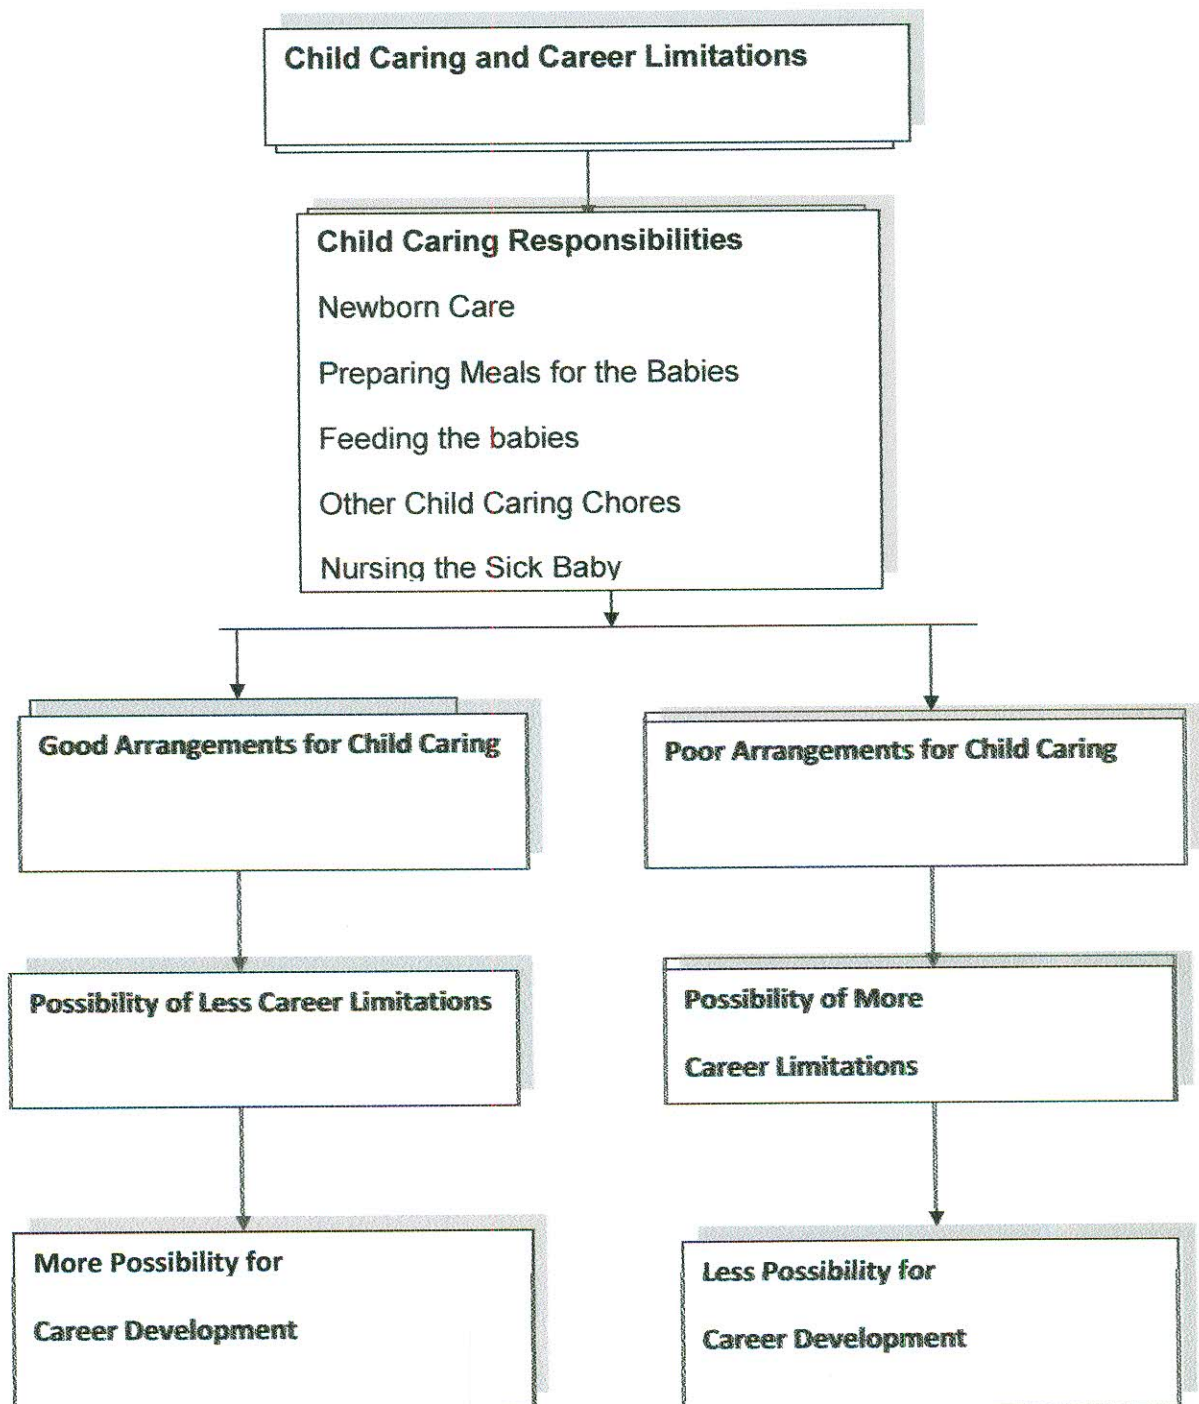 Child Caring and Career Limitations
Child Caring Responsibilities
Newborn Care
Preparing Meals for the Babies
Feeding the babies
Other Child Caring Chores
Nursing the Sick Baby
Good Arrangements for Child Caring
Poor Arrangements for Child Caring
Possibility of Less Career Limitations
Possibility of More
Career Limitations
More Possibility for
Career Development
Less Possibility for
Career Development